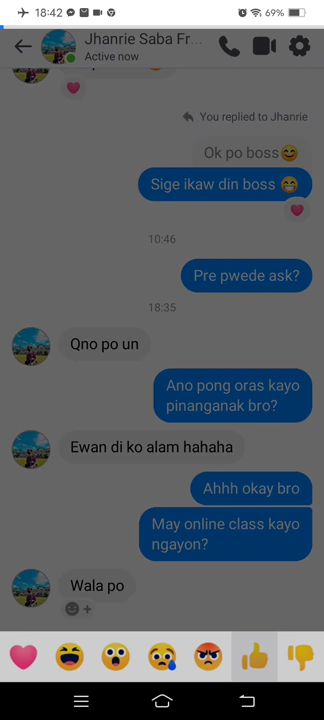 18:42
69%
Jhanrie Saba Fr...
Active now
You replied to Jhanrie
Ok po boss😊
Sige ikaw din boss 😁
10:46
Pre pwede ask?
18:35
Qno po un
Ano pong oras kayo
pinanganak bro?
Ewan di ko alam hahaha
Ahhh okay bro
May online class kayo
ngayon?
Wala po